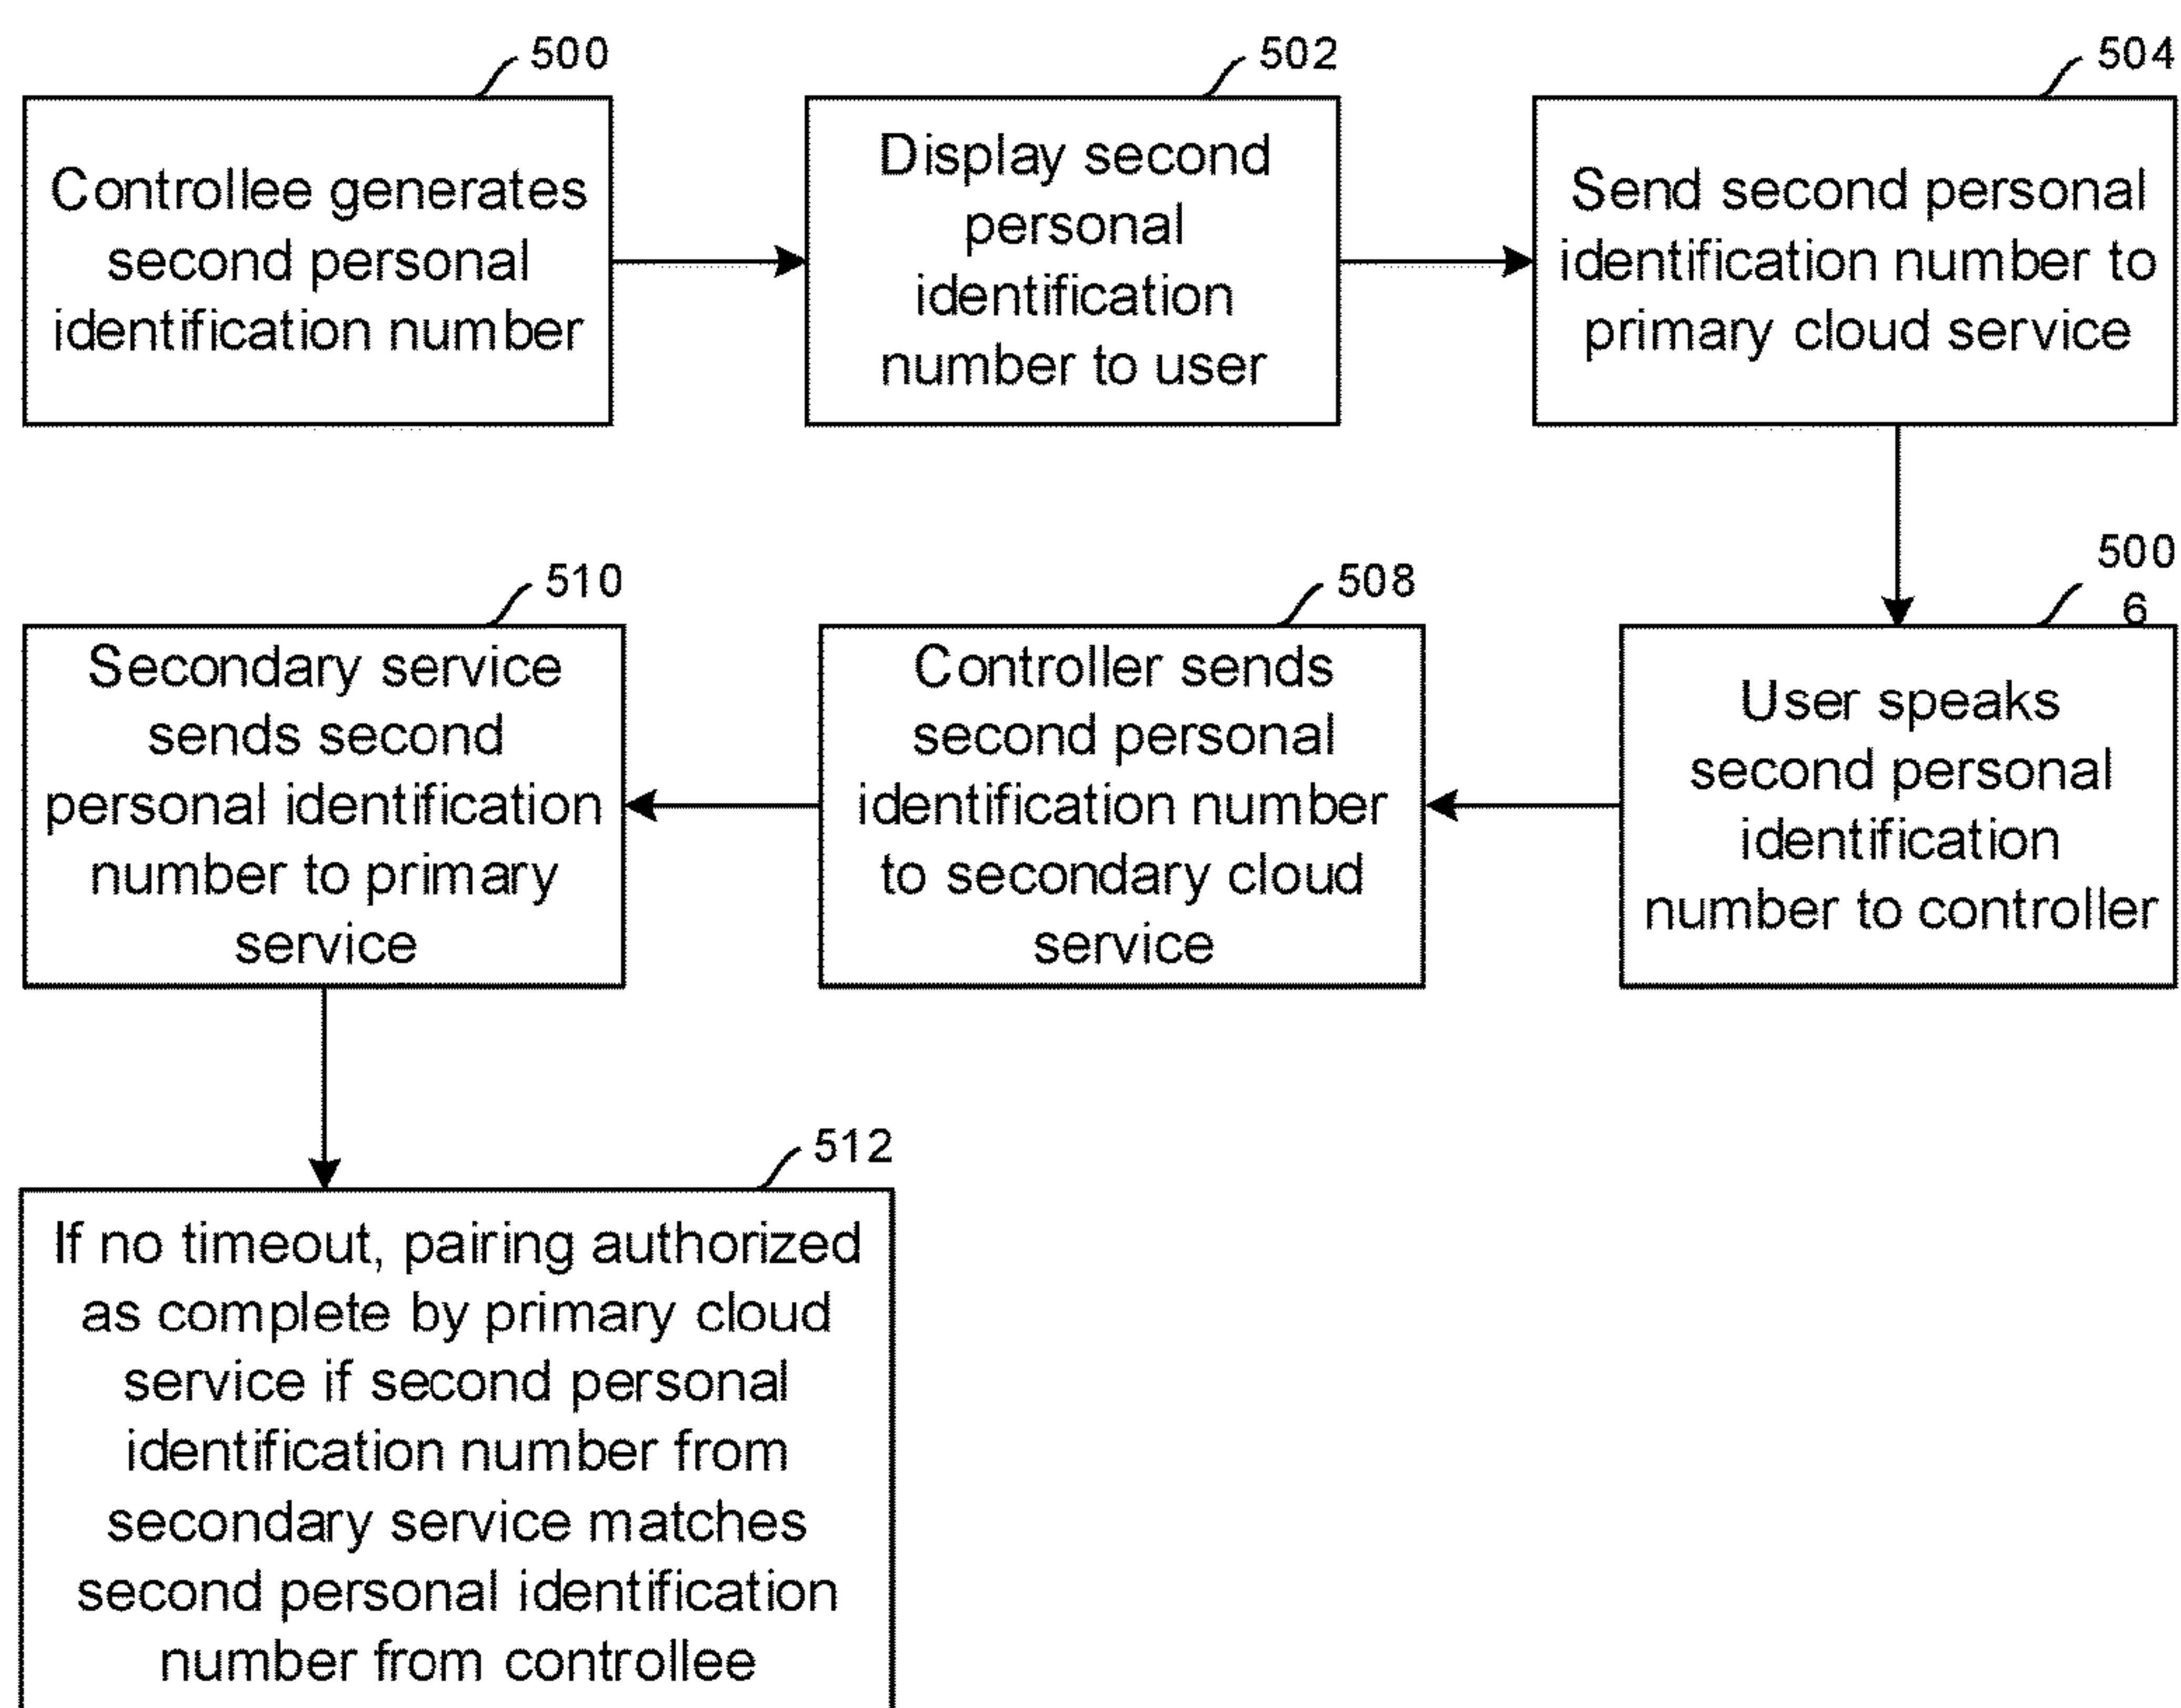 500
Controllee generates
second personal
identification number
502
Display second
personal
identification
number to user
504
Send second personal
identification number to
primary cloud service
500
6
User speaks
second personal
identification
number to controller
508
Controller sends
second personal
identification number
to secondary cloud
service
510
Secondary service
sends second
personal identification
number to primary
service
512
If no timeout, pairing authorized
as complete by primary cloud
service if second personal
identification number from
secondary service matches
second personal identification
number from controllee